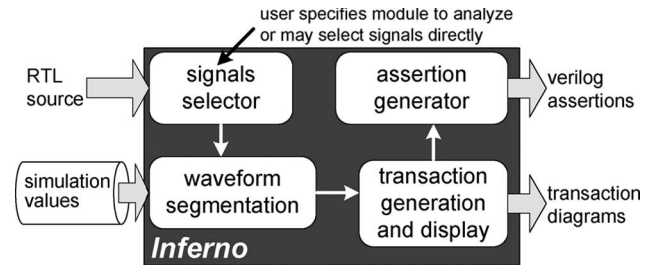 user specifies module to analyze
or may select signals directly
RTL
source
signals
selector
assertion
generator
verilog
assertions
simulation
values
waveform
segmentation
transaction
generation
and display
transaction
diagrams
Inferno